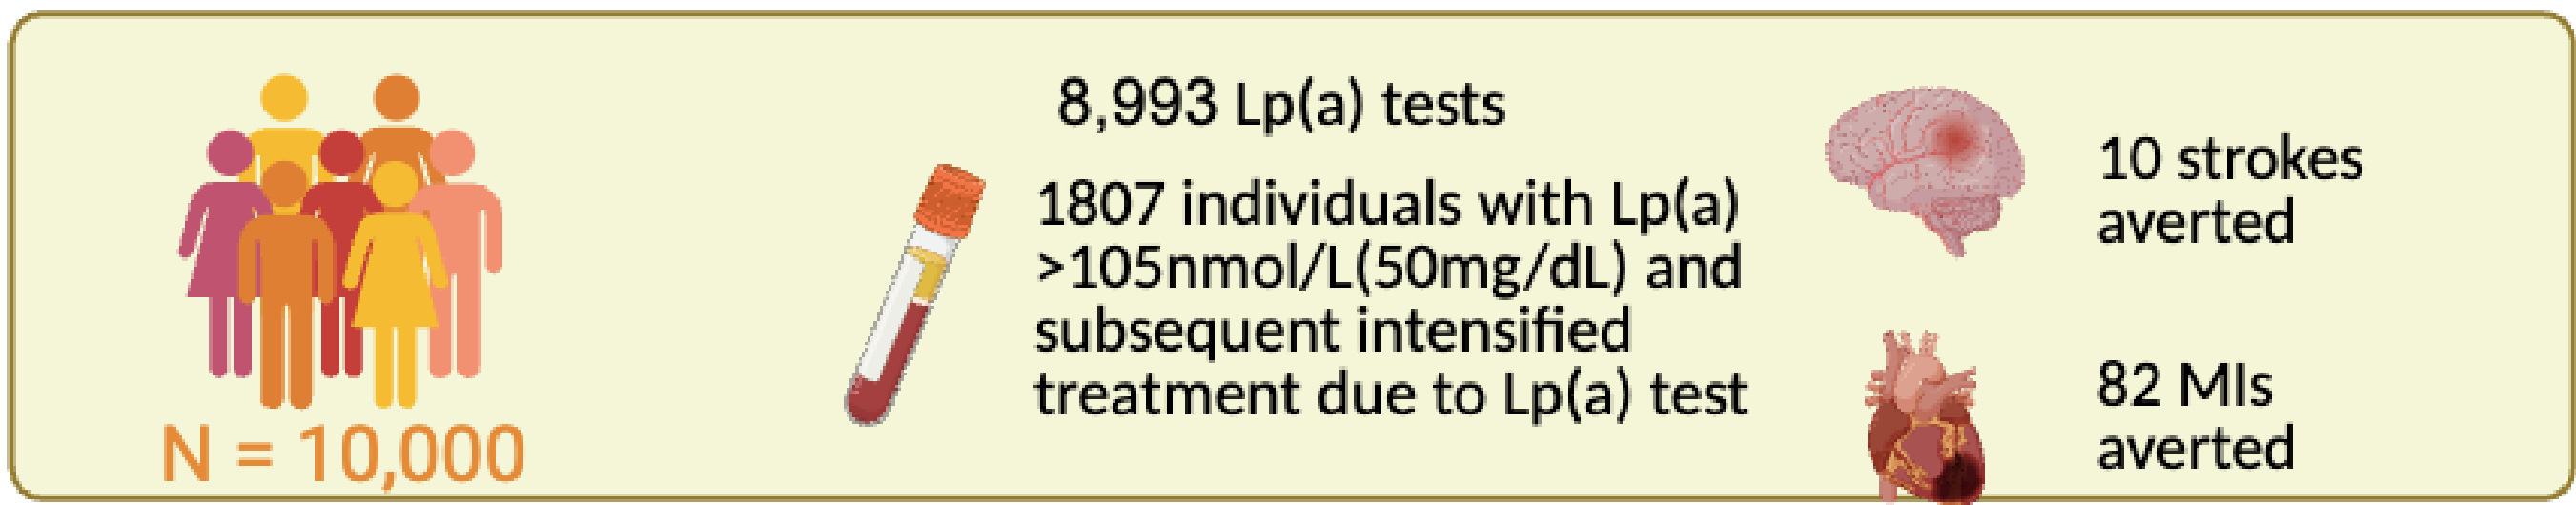 N = 10,000
8,993 Lp(a) tests
1807 individuals with Lp(a)
>105nmol/L(50mg/dL) and
subsequent intensified
treatment due to Lp(a) test
10 strokes
averted
82 MIs
averted